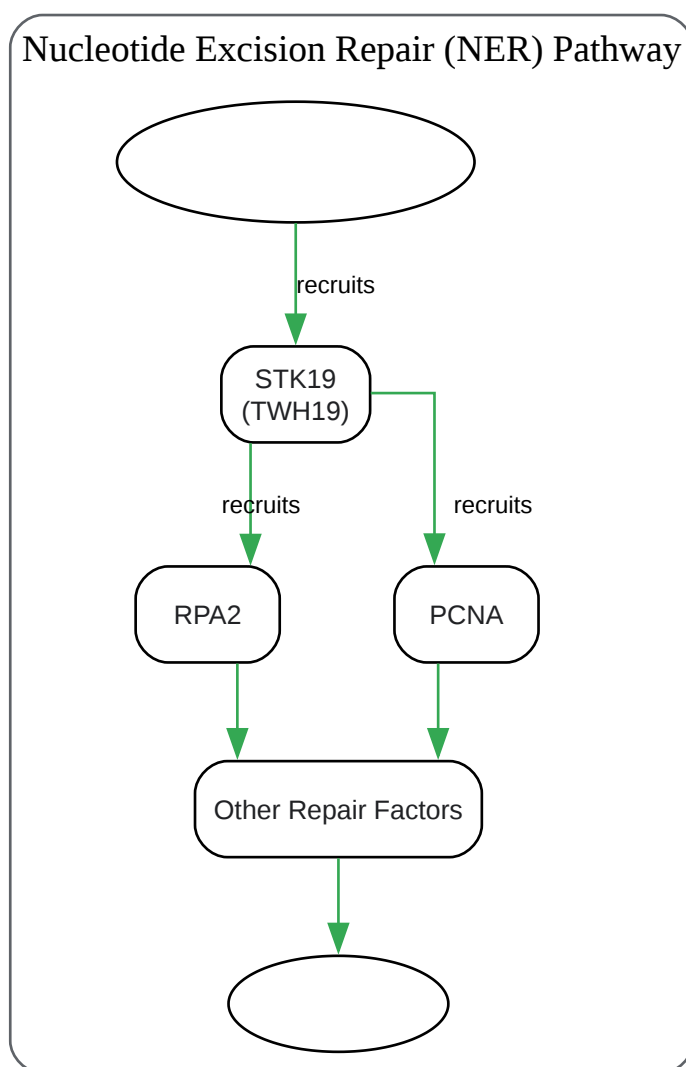 Nucleotide Excision Repair (NER) Pathway
recruits
STK19
(TWH19)
recruits
recruits
RPA2
PCNA
Other Repair Factors